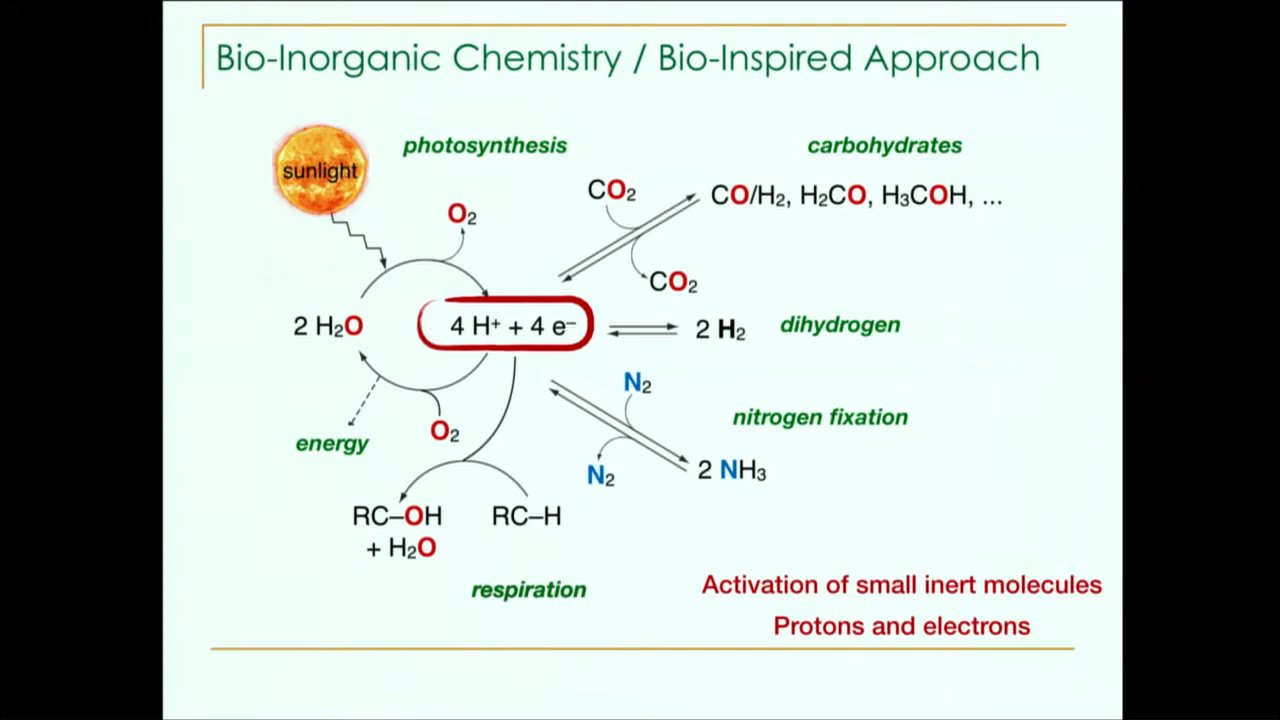 Bio-Inorganic Chemistry / Bio-Inspired Approach
photosynthesis
carbohydrates
sunlight
CO₂
CO/H₂, H₂CO, H₃COH, ...
O₂
CO₂
2 H₂O
4 H⁺ + 4 e⁻
2 H₂
dihydrogen
N₂
nitrogen fixation
O₂
energy
N₂
2 NH₃
RC–OH
RC–H
+ H₂O
respiration
Activation of small inert molecules
Protons and electrons